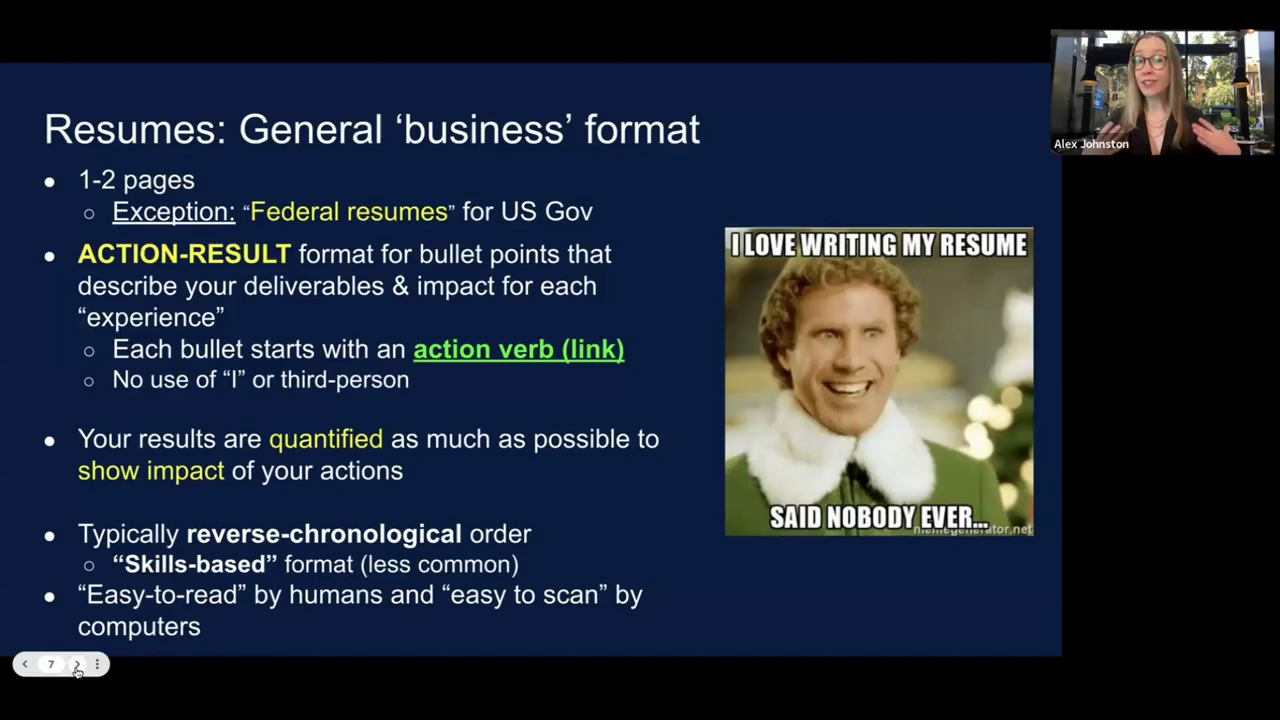 Resumes: General ‘business’ format
● 1-2 pages
○ Exception: “Federal resumes” for US Gov
● ACTION-RESULT format for bullet points that
describe your deliverables & impact for each
“experience”
○ Each bullet starts with an action verb (link)
○ No use of “I” or third-person
● Your results are quantified as much as possible to
show impact of your actions
● Typically reverse-chronological order
○ “Skills-based” format (less common)
● “Easy-to-read” by humans and “easy to scan” by
computers
I LOVE WRITING MY RESUME
SAID NOBODY EVER...
memegenerator.net
Alex Johnston
7